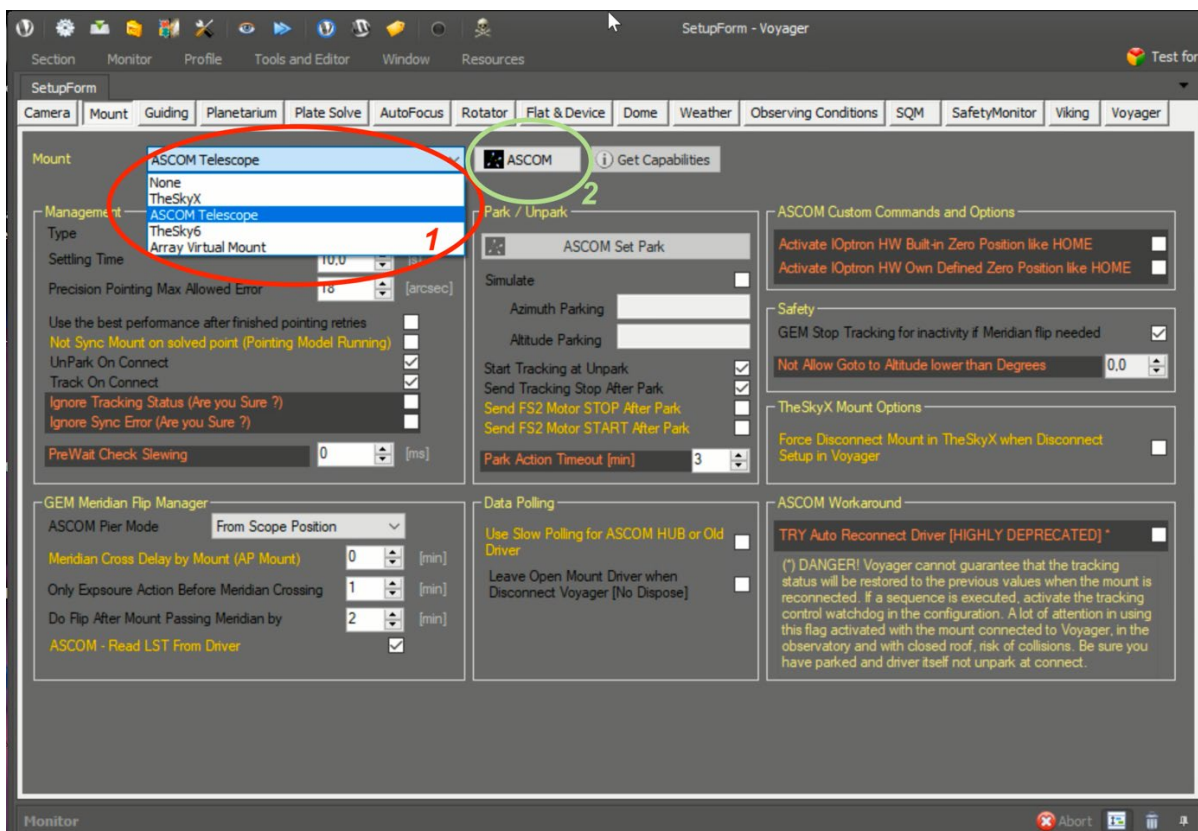 SetupForm - Voyager
Section Monitor Profile Tools and Editor Window Resources
Test for
SetupForm
Camera Mount Guiding Planetarium Plate Solve AutoFocus Rotator Flat & Device Dome Weather Observing Conditions SQM SafetyMonitor Viking Voyager
Mount ASCOM Telescope ASCOM Get Capabilities
None
TheSkyX
ASCOM Telescope
TheSky6
Array Virtual Mount
1
2
Management
Type
Settling Time 10,0 [s]
Precision Pointing Max Allowed Error 18 [arcsec]
Use the best performance after finished pointing retries
Not Sync Mount on solved point (Pointing Model Running)
UnPark On Connect
Track On Connect
Ignore Tracking Status (Are you Sure ?)
Ignore Sync Error (Are you Sure ?)
PreWait Check Slewing 0 [ms]
Park / Unpark
ASCOM Set Park
Simulate
Azimuth Parking
Altitude Parking
Start Tracking at Unpark
Send Tracking Stop After Park
Send FS2 Motor STOP After Park
Send FS2 Motor START After Park
Park Action Timeout [min] 3
ASCOM Custom Commands and Options
Activate IOptron HW Built-in Zero Position like HOME
Activate IOptron HW Own Defined Zero Position like HOME
Safety
GEM Stop Tracking for inactivity if Meridian flip needed
Not Allow Goto to Altitude lower than Degrees 0,0
TheSkyX Mount Options
Force Disconnect Mount in TheSkyX when Disconnect
Setup in Voyager
GEM Meridian Flip Manager
ASCOM Pier Mode From Scope Position
Meridian Cross Delay by Mount (AP Mount) 0 [min]
Only Expsoure Action Before Meridian Crossing 1 [min]
Do Flip After Mount Passing Meridian by 2 [min]
ASCOM - Read LST From Driver
Data Polling
Use Slow Polling for ASCOM HUB or Old
Driver
Leave Open Mount Driver when
Disconnect Voyager [No Dispose]
ASCOM Workaround
TRY Auto Reconnect Driver [HIGHLY DEPRECATED] *
(*) DANGER! Voyager cannot guarantee that the tracking
status will be restored to the previous values when the mount is
reconnected. If a sequence is executed, activate the tracking
control watchdog in the configuration. A lot of attention in using
this flag activated with the mount connected to Voyager, in the
observatory and with closed roof, risk of collisions. Be sure you
have parked and driver itself not unpark at connect.
Monitor Abort